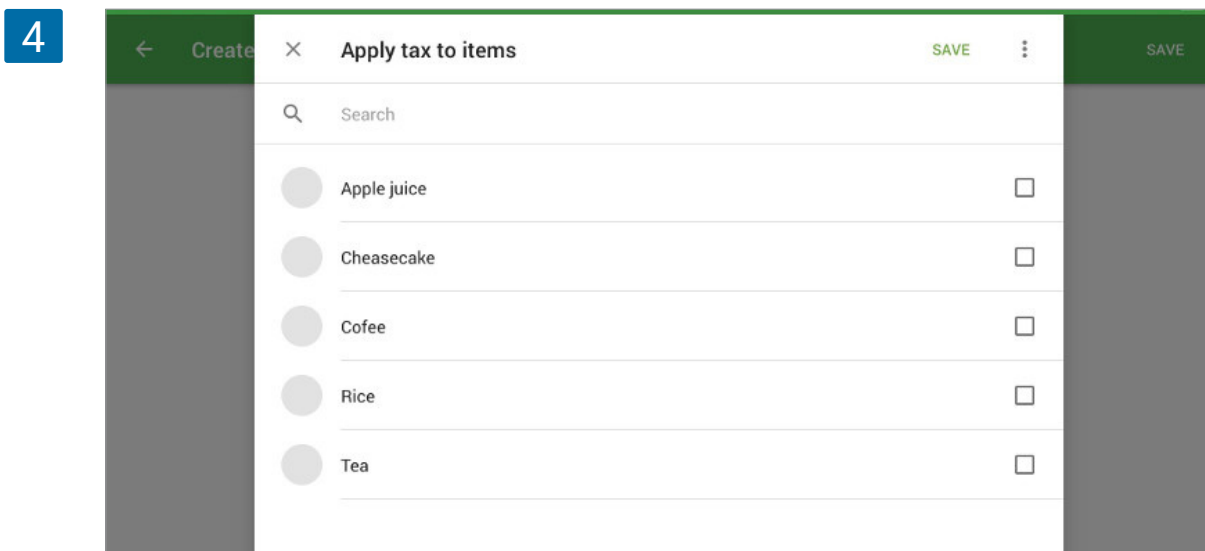 4
Create
Apply tax to items
SAVE
SAVE
Search
Apple juice
Cheasecake
Cofee
Rice
Tea